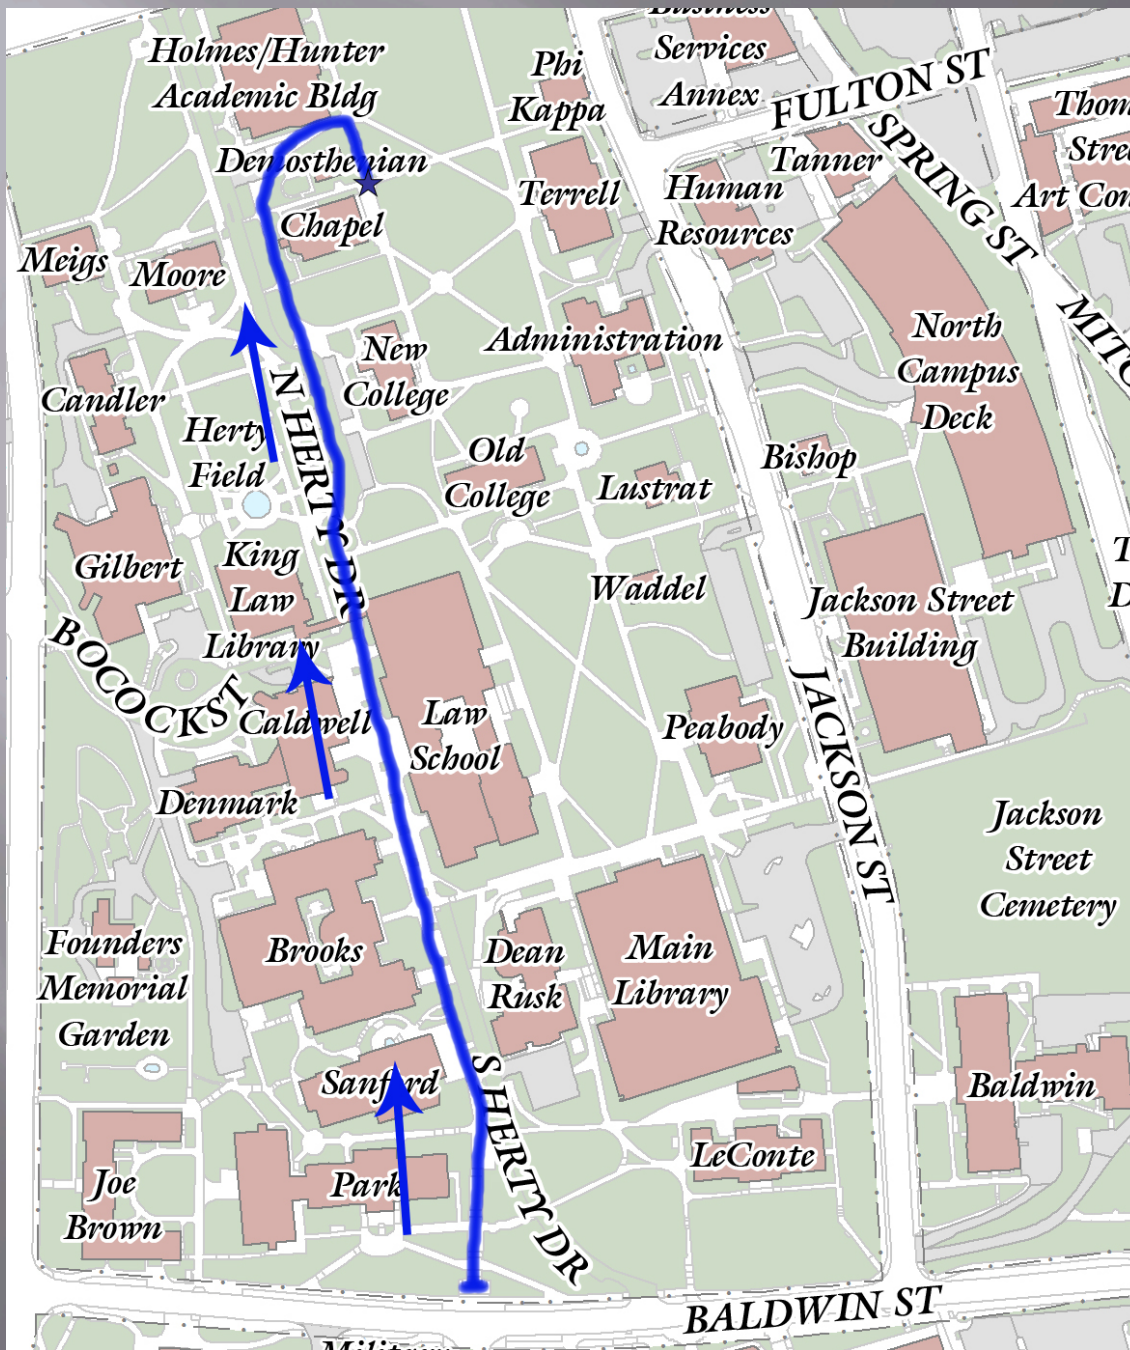 Business
Services
Annex
Holmes/Hunter
Academic Bldg
Phi
Kappa
FULTON ST
SPRING ST
Demosthenian
Terrell
Tanner
Human
Resources
Chapel
Meigs
Moore
Administration
North
Campus
Deck
New
College
Candler
N HERTY DR
Herty
Field
Old
College
Lustrat
Bishop
Gilbert
King
Law
Library
Waddel
Jackson Street
Building
BOCOCK ST
Caldwell
Law
School
Peabody
JACKSON ST
Denmark
Jackson
Street
Cemetery
Founders
Memorial
Garden
Brooks
Dean
Rusk
Main
Library
Sanford
S HERTY DR
Baldwin
LeConte
Joe
Brown
Park
BALDWIN ST